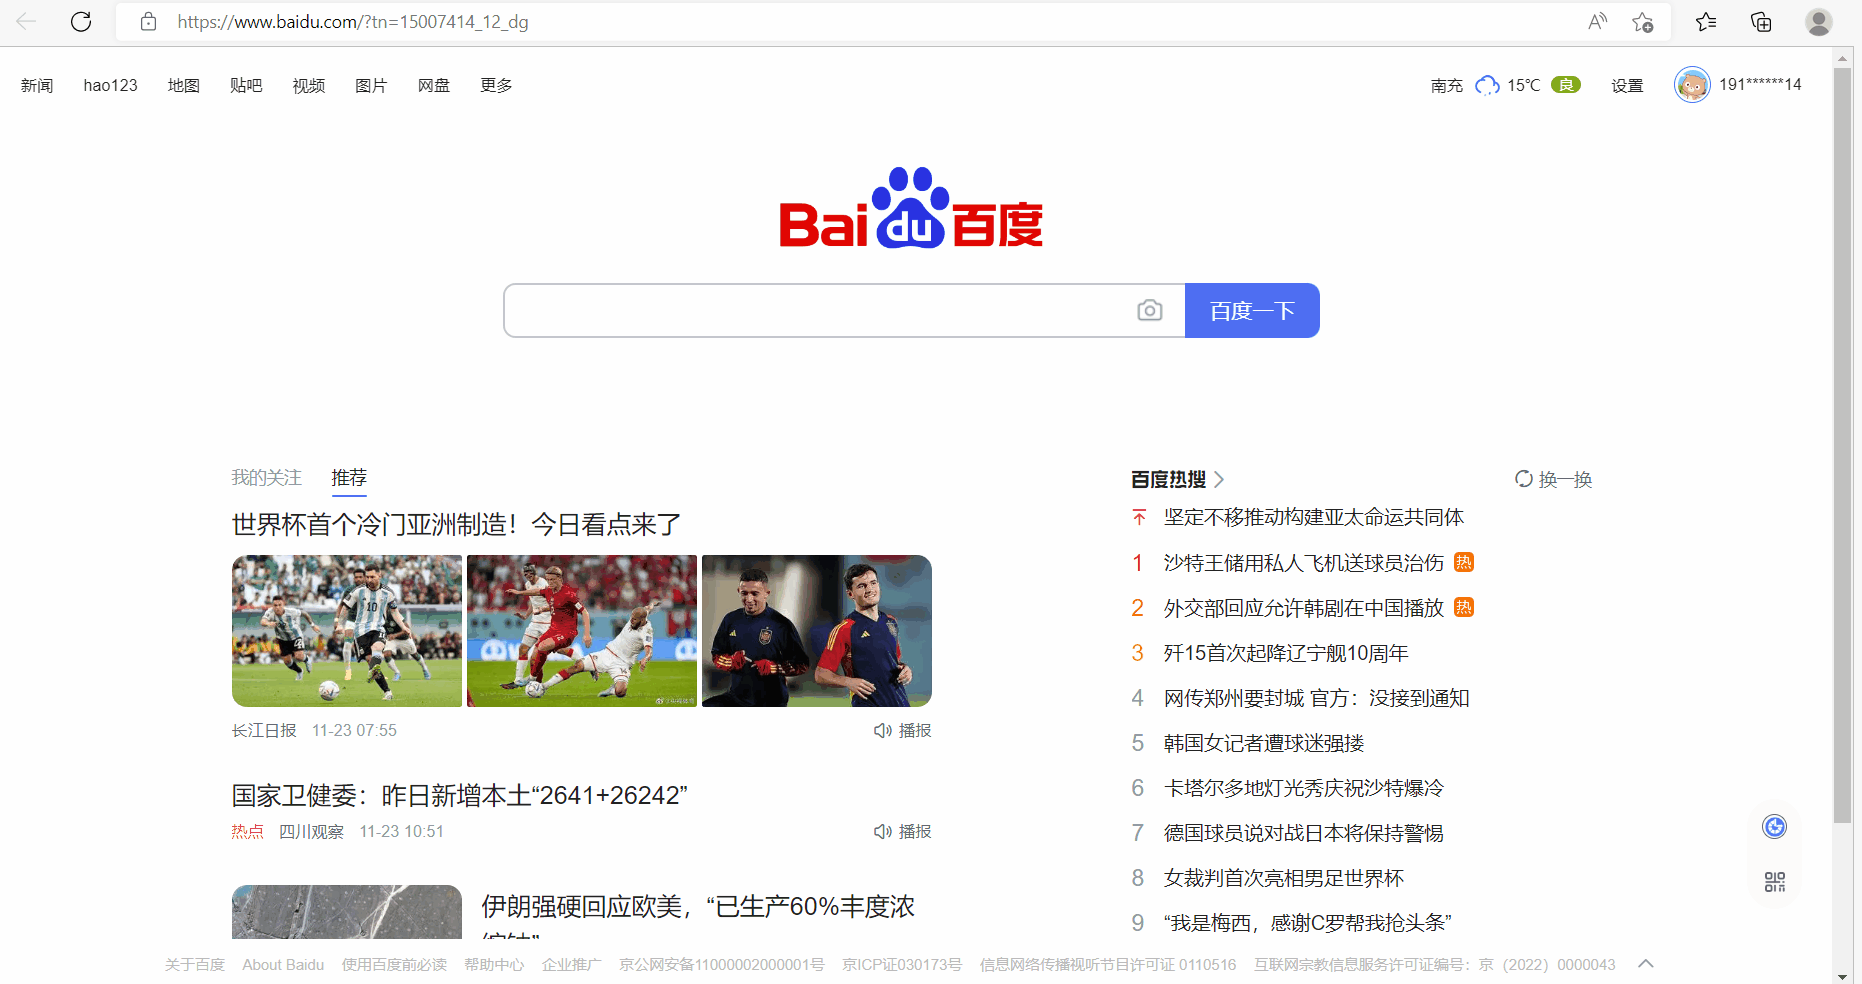 https://www.baidu.com/?tn=15007414_12_dg
新闻 hao123 地图 贴吧 视频 图片 网盘 更多 南充 15℃ 良 设置 191******14
Bai du 百度
百度一下
我的关注 推荐
世界杯首个冷门亚洲制造！今日看点来了
长江日报 11-23 07:55 播报
国家卫健委：昨日新增本土“2641+26242”
热点 四川观察 11-23 10:51 播报
伊朗强硬回应欧美，“已生产60%丰度浓
百度热搜 换一换
坚定不移推动构建亚太命运共同体
1 沙特王储用私人飞机送球员治伤 热
2 外交部回应允许韩剧在中国播放 热
3 歼15首次起降辽宁舰10周年
4 网传郑州要封城 官方：没接到通知
5 韩国女记者遭球迷强搂
6 卡塔尔多地灯光秀庆祝沙特爆冷
7 德国球员说对战日本将保持警惕
8 女裁判首次亮相男足世界杯
9 “我是梅西，感谢C罗帮我抢头条”
关于百度 About Baidu 使用百度前必读 帮助中心 企业推广 京公网安备11000002000001号 京ICP证030173号 信息网络传播视听节目许可证 0110516 互联网宗教信息服务许可证编号：京（2022）0000043